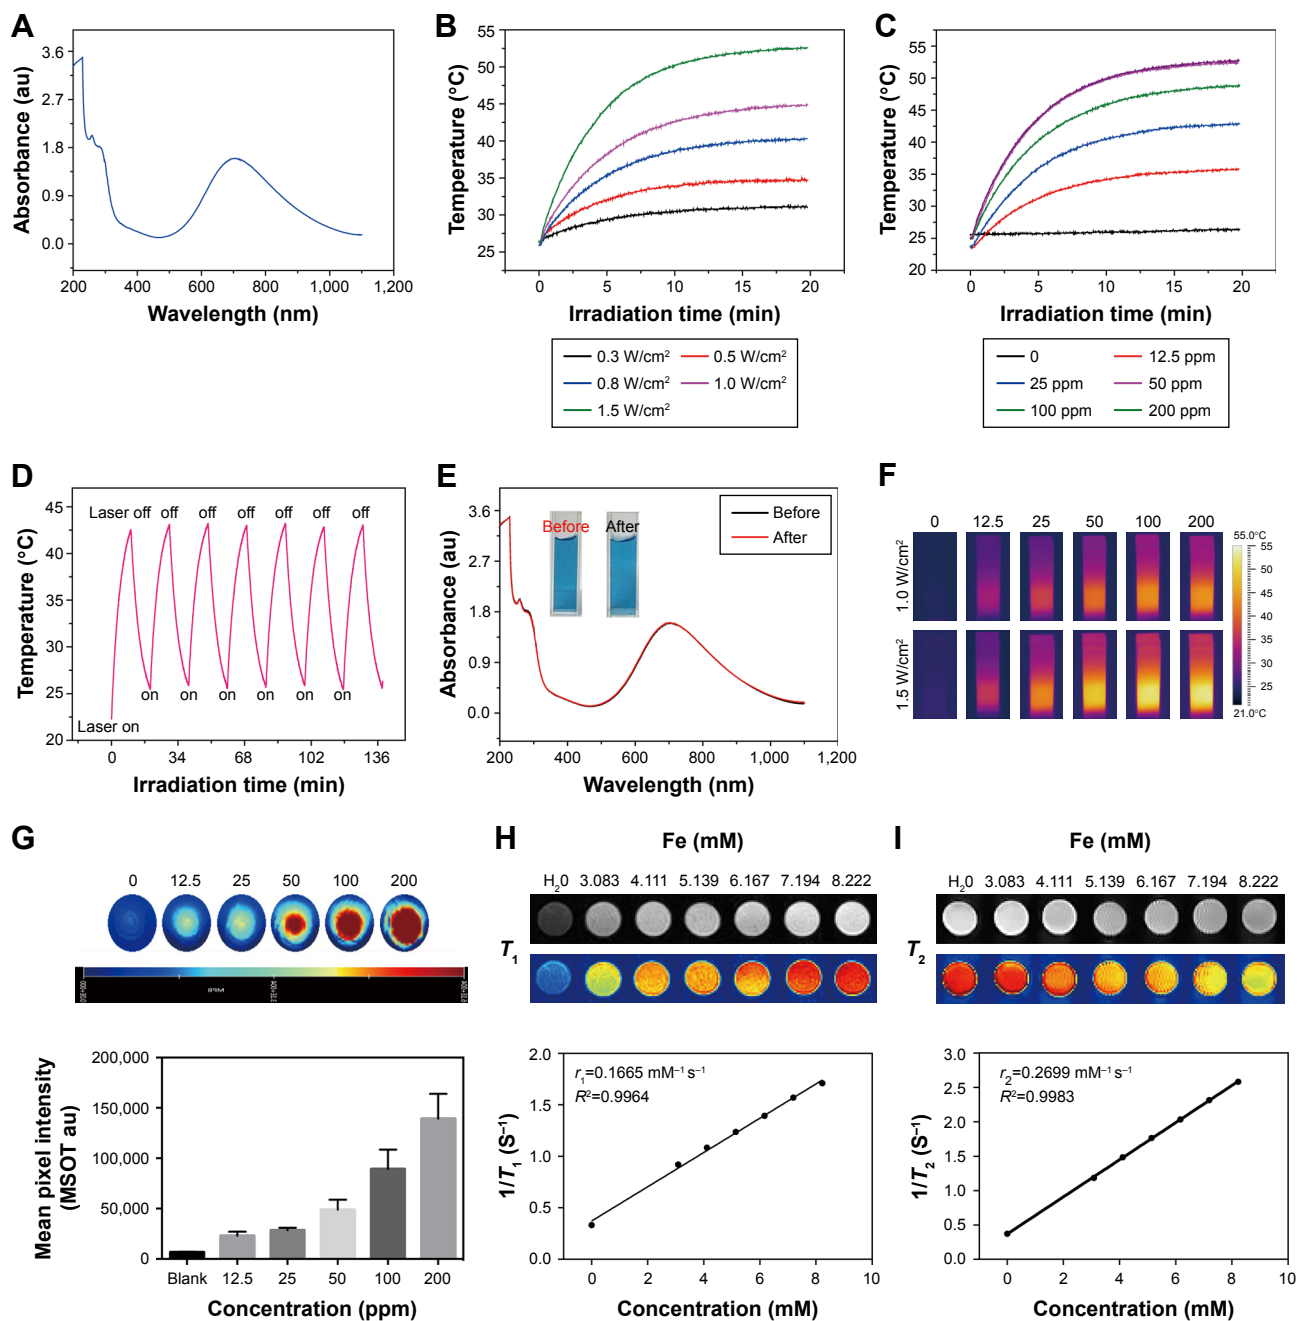 A
Absorbance (au)
3.6
2.7
1.8
0.9
0.0
200 400 600 800 1,000 1,200
Wavelength (nm)
B
Temperature (°C)
55
50
45
40
35
30
25
0 5 10 15 20
Irradiation time (min)
0.3 W/cm² 0.5 W/cm²
0.8 W/cm² 1.0 W/cm²
1.5 W/cm²
C
Temperature (°C)
55
50
45
40
35
30
25
20
0 5 10 15 20
Irradiation time (min)
0 12.5 ppm
25 ppm 50 ppm
100 ppm 200 ppm
D
Temperature (°C)
45
41
37
33
29
25
20
Laser off off off off off off off
on on on on on on
Laser on
0 34 68 102 136
Irradiation time (min)
E
Absorbance (au)
3.6
2.7
1.8
0.9
0.0
Before After
Before
After
200 400 600 800 1,000 1,200
Wavelength (nm)
F
0 12.5 25 50 100 200
1.0 W/cm²
1.5 W/cm²
55.0°C
55
50
45
40
35
30
25
21.0°C
G
0 12.5 25 50 100 200
Mean pixel intensity
(MSOT au)
200,000
150,000
100,000
50,000
0
Blank 12.5 25 50 100 200
Concentration (ppm)
H
Fe (mM)
H₂0 3.083 4.111 5.139 6.167 7.194 8.222
T₁
1/T₁ (S⁻¹)
2.0
1.5
1.0
0.5
0.0
r₁=0.1665 mM⁻¹ s⁻¹
R²=0.9964
0 2 4 6 8 10
Concentration (mM)
I
Fe (mM)
H₂0 3.083 4.111 5.139 6.167 7.194 8.222
T₂
1/T₂ (S⁻¹)
3.0
2.5
2.0
1.5
1.0
0.5
0.0
r₂=0.2699 mM⁻¹ s⁻¹
R²=0.9983
0 2 4 6 8 10
Concentration (mM)